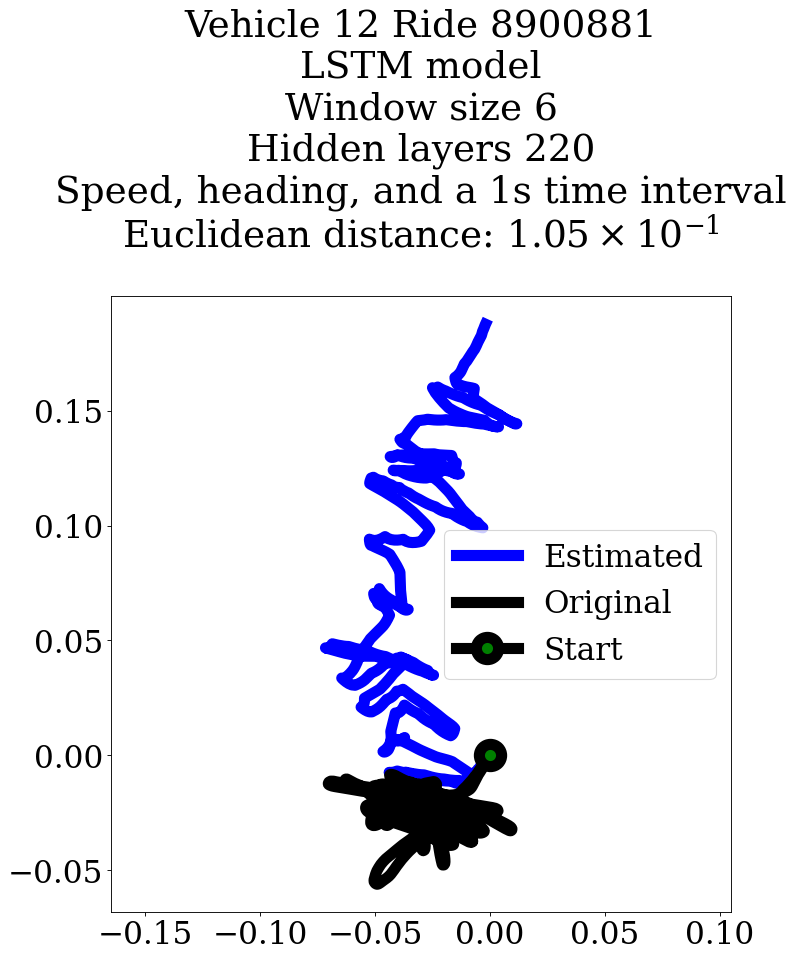 Vehicle 12 Ride 8900881
LSTM model
Window size 6
Hidden layers 220
Speed, heading, and a 1s time interval
Euclidean distance: 1.05 × 10⁻¹
0.15
0.10
Estimated
Original
0.05
Start
0.00
−0.05
−0.15 −0.10 −0.05 0.00 0.05 0.10